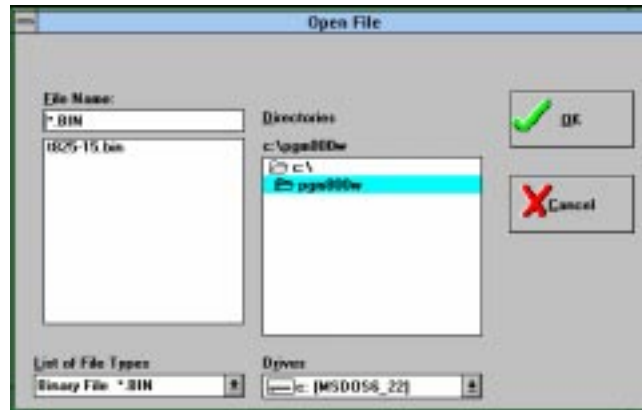 Open File
File Name:
*.BIN
t825-15.bin
Directories
c:\pgm800w
c:\
pgm800w
OK
Cancel
List of File Types
Binary File *.BIN
Drives
c: [MSDOS6_22]